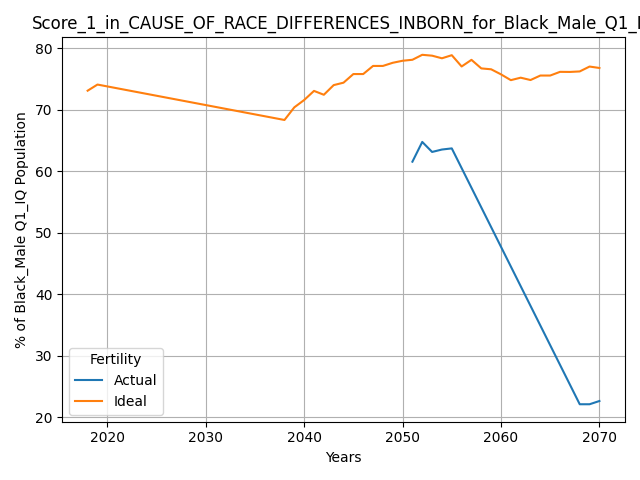 Score_1_in_CAUSE_OF_RACE_DIFFERENCES_INBORN_for_Black_Male_Q1_I
% of Black_Male Q1_IQ Population
80
70
60
50
40
30
20
Fertility
Actual
Ideal
2020 2030 2040 2050 2060 2070
Years